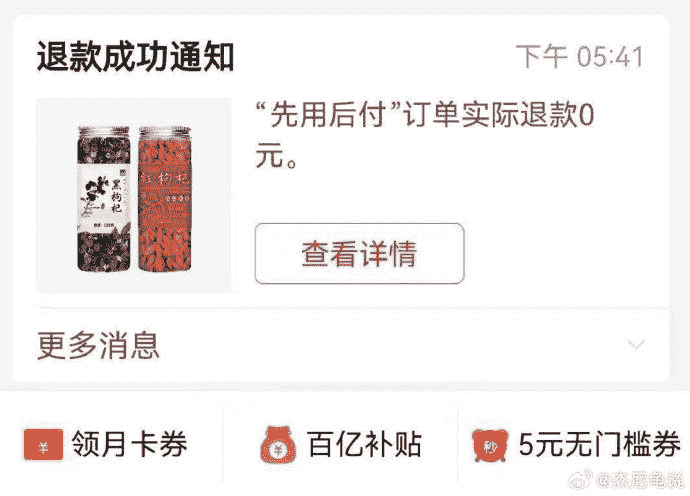 退款成功通知
下午 05:41
“先用后付”订单实际退款0
元。
黑枸杞
红枸杞
查看详情
更多消息
¥ 领月卡券
¥ 百亿补贴
秒 5元无门槛券
@杰尼龟说